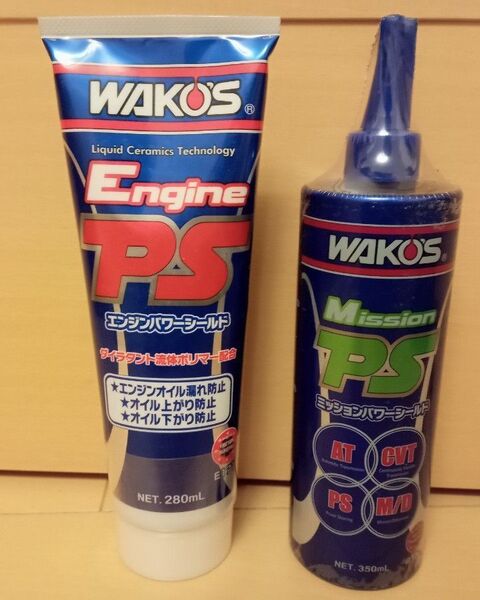 WAKO'S®
Liquid Ceramics Technology
Engine
PS
エンジンパワーシールド
ダイラタント流体ポリマー配合
★エンジンオイル漏れ防止
★オイル上がり防止
★オイル下がり防止
NET. 280mL
WAKO'S®
Mission
PS
ミッションパワーシールド
AT
CVT
PS
Power Steering
M/D
NET. 350mL